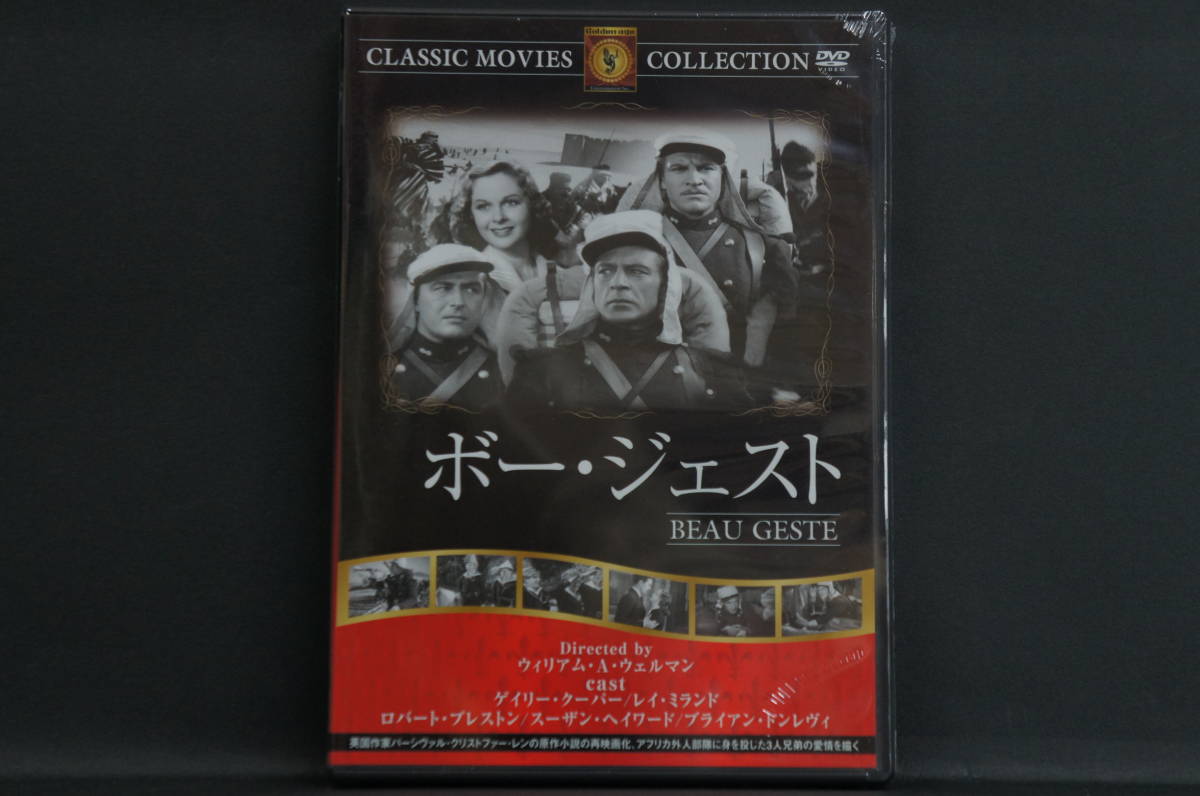 Golden age
CLASSIC MOVIES COLLECTION DVD
VIDEO
Entertainment Inc.
ボー・ジェスト
BEAU GESTE
Directed by
ウィリアム・A・ウェルマン
cast
ゲイリー・クーパー/レイ・ミランド
ロバート・プレストン/スーザン・ヘイワード/ブライアン・ドンレヴィ
英国作家パーシヴァル・クリストファー・レンの原作小説の再映画化、アフリカ外人部隊に身を投した3人兄弟の愛情を描く